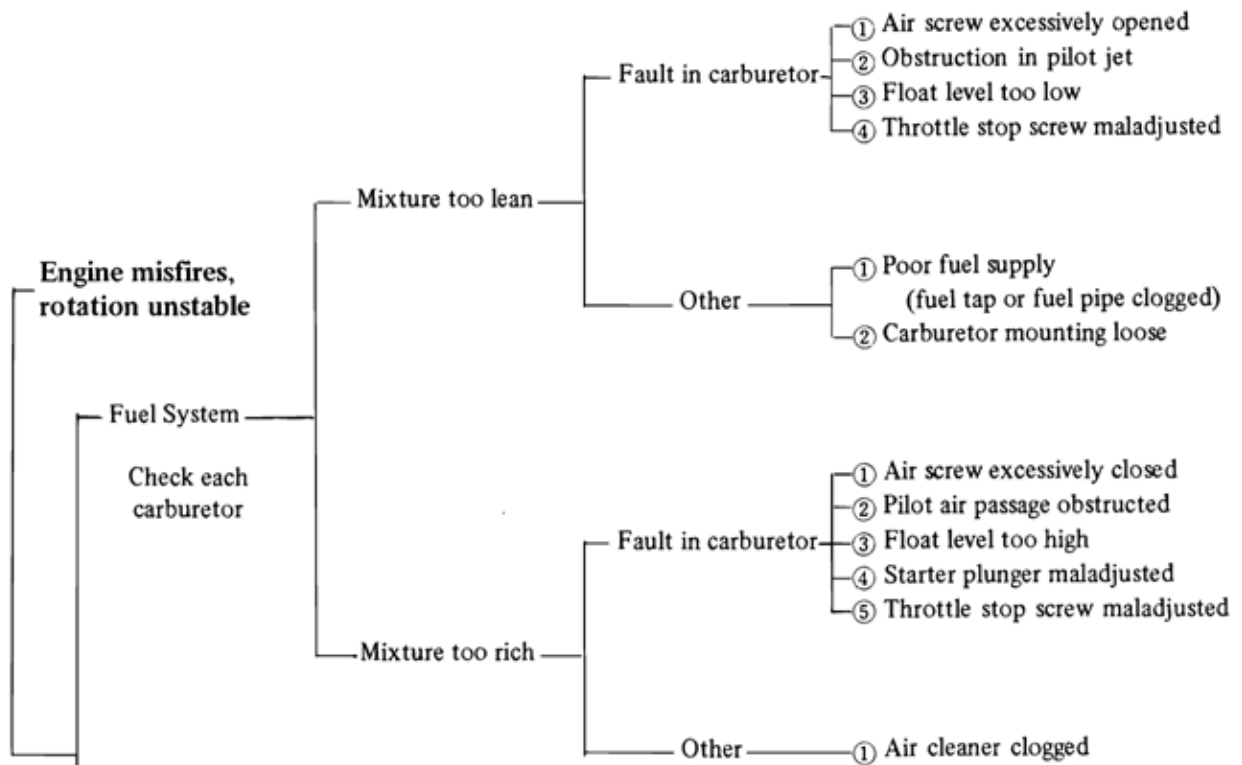 ① Air screw excessively opened
Fault in carburetor
② Obstruction in pilot jet
③ Float level too low
④ Throttle stop screw maladjusted
Mixture too lean
Engine misfires,
rotation unstable
① Poor fuel supply
(fuel tap or fuel pipe clogged)
Other
② Carburetor mounting loose
Fuel System
Check each
carburetor
① Air screw excessively closed
② Pilot air passage obstructed
Fault in carburetor
③ Float level too high
④ Starter plunger maladjusted
⑤ Throttle stop screw maladjusted
Mixture too rich
Other
① Air cleaner clogged